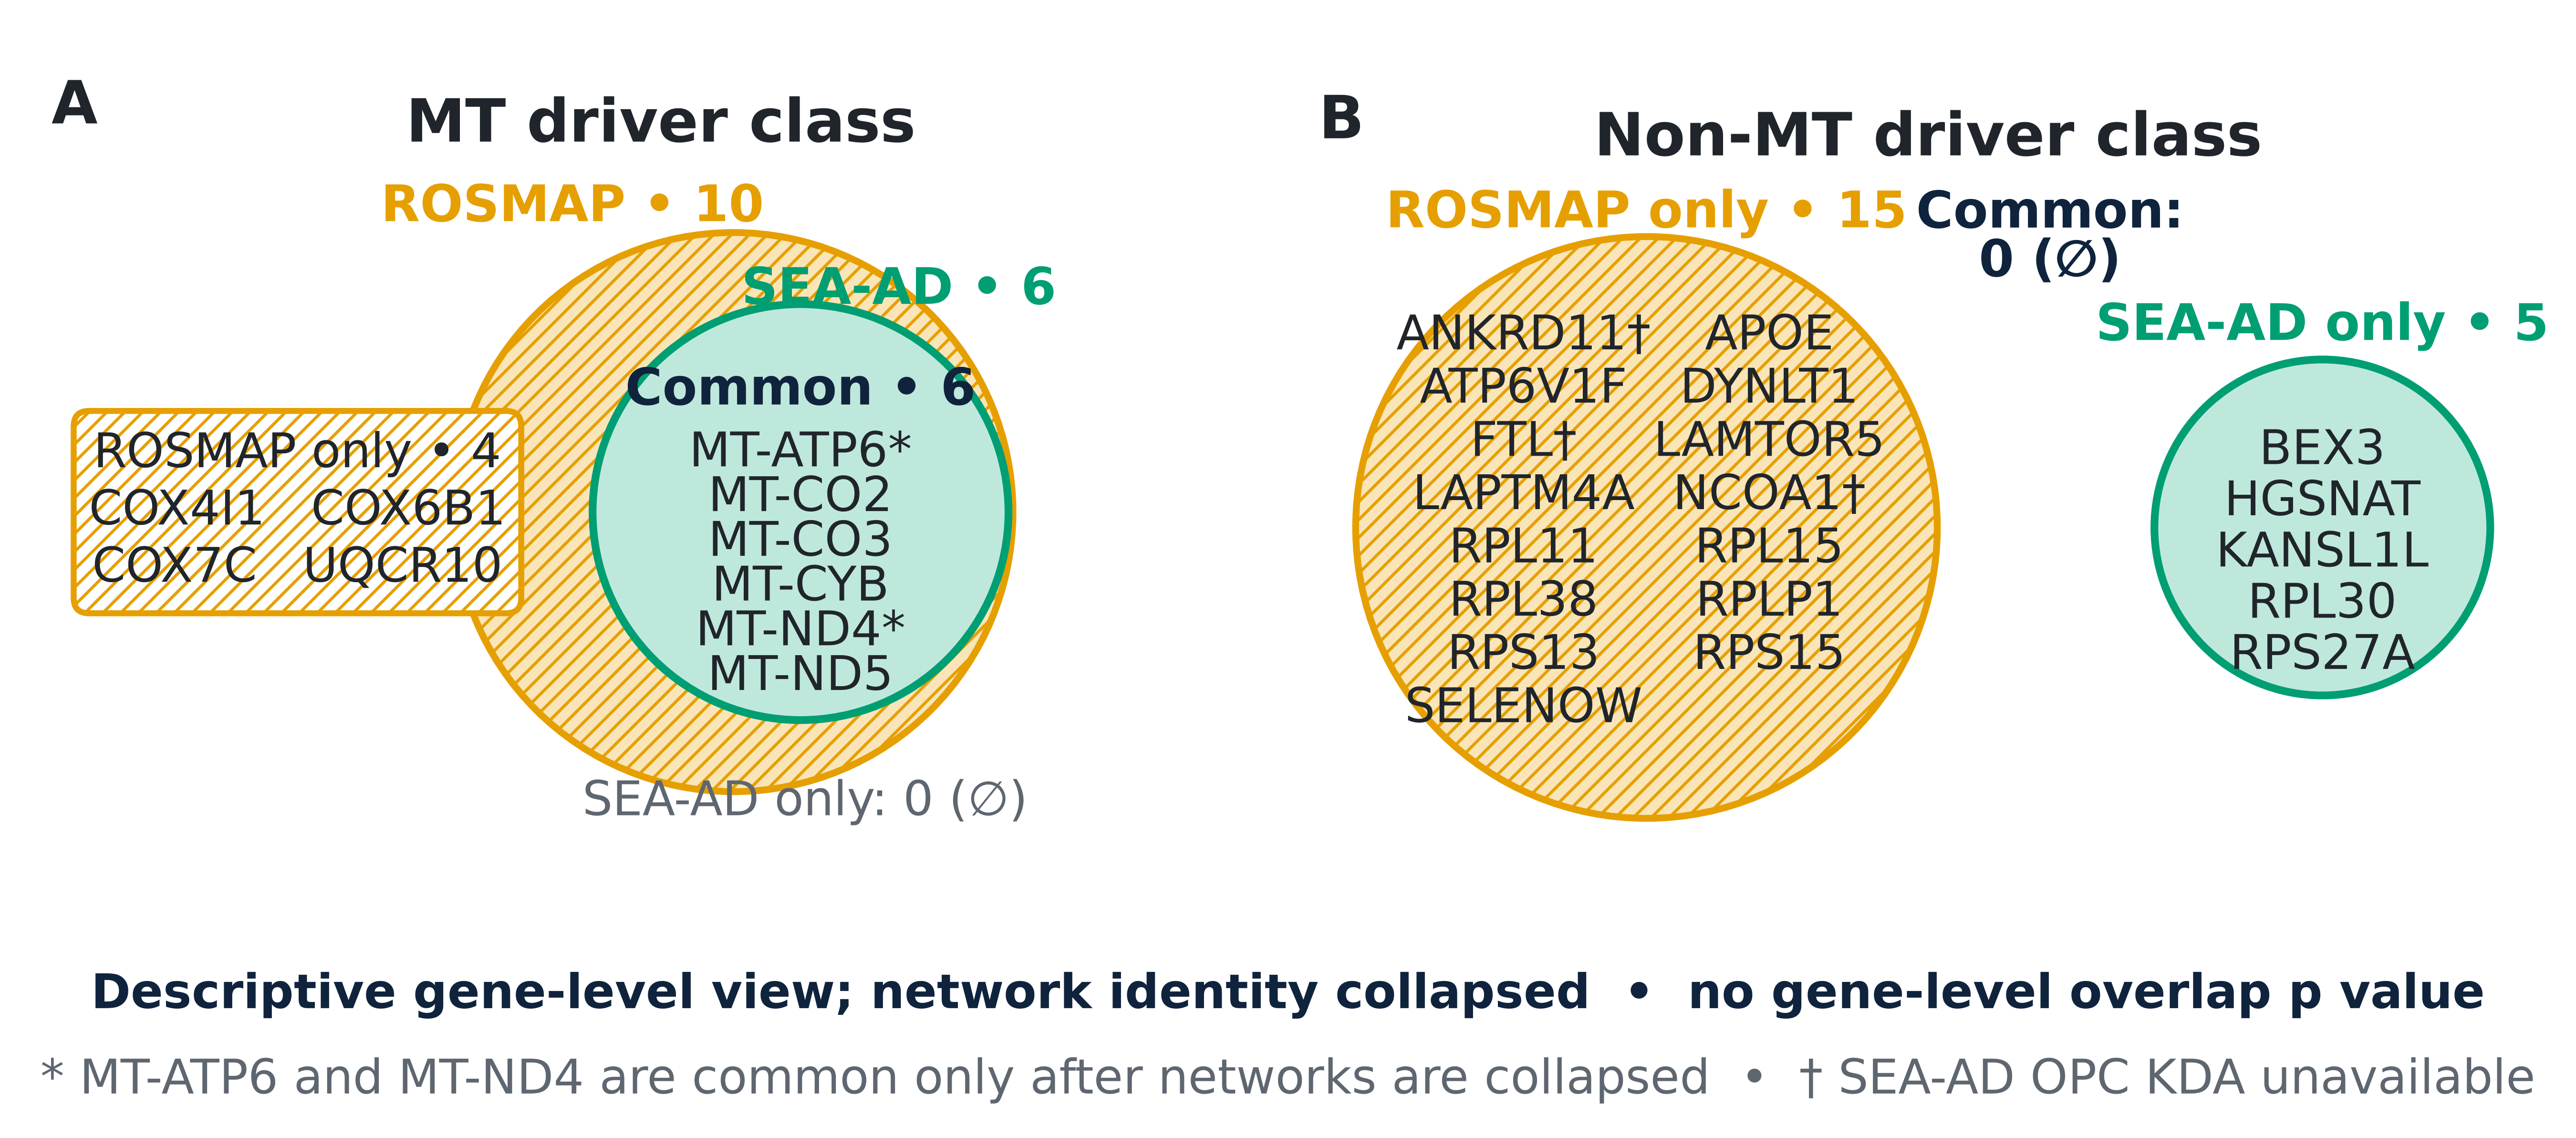 A
MT driver class
ROSMAP • 10
SEA-AD • 6
Common • 6
MT-ATP6*
MT-CO2
MT-CO3
MT-CYB
MT-ND4*
MT-ND5
ROSMAP only • 4
COX4I1 COX6B1
COX7C UQCR10
SEA-AD only: 0 (∅)
B
Non-MT driver class
ROSMAP only • 15
Common:
0 (∅)
SEA-AD only • 5
ANKRD11† APOE
ATP6V1F DYNLT1
FTL† LAMTOR5
LAPTM4A NCOA1†
RPL11 RPL15
RPL38 RPLP1
RPS13 RPS15
SELENOW
BEX3
HGSNAT
KANSL1L
RPL30
RPS27A
Descriptive gene-level view; network identity collapsed • no gene-level overlap p value
* MT-ATP6 and MT-ND4 are common only after networks are collapsed • † SEA-AD OPC KDA unavailable